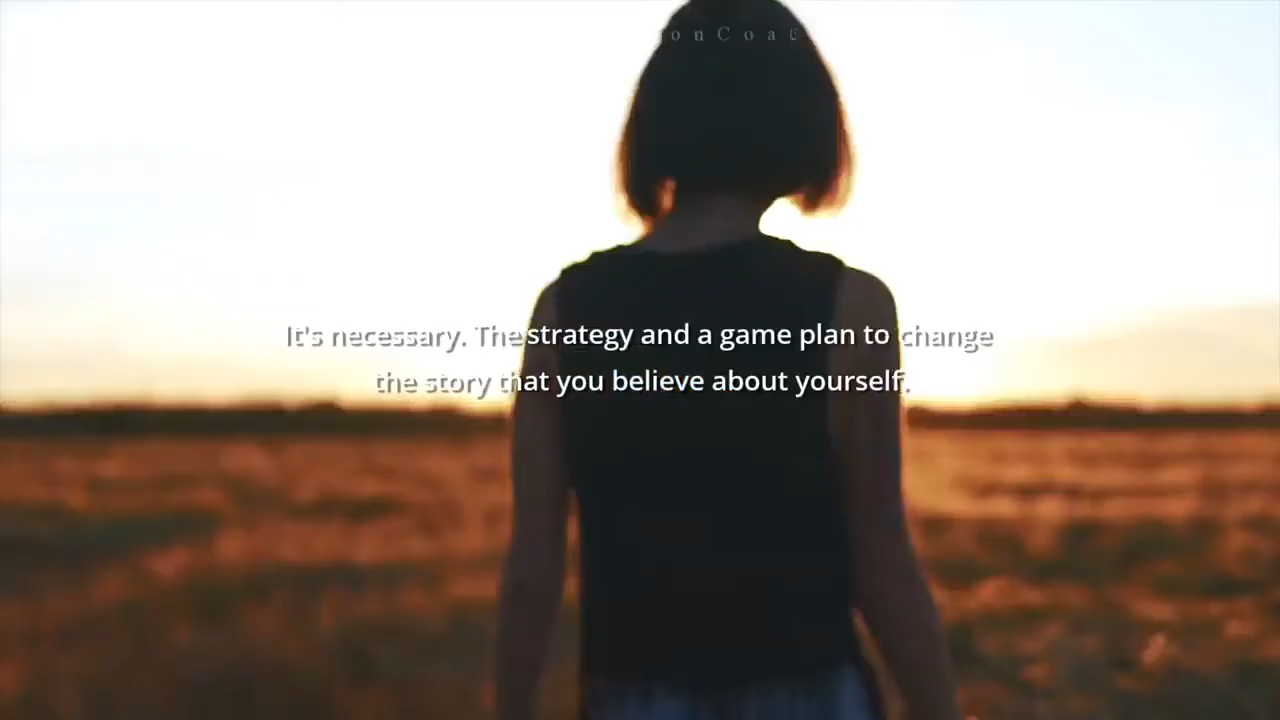 It's necessary. The strategy and a game plan to change
the story that you believe about yourself.